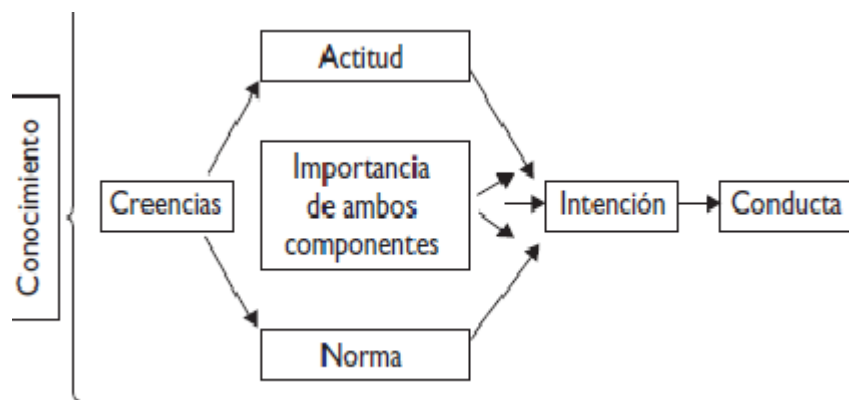 Conocimiento
Creencias
Actitud
Importancia
de ambos
componentes
Norma
Intención
Conducta